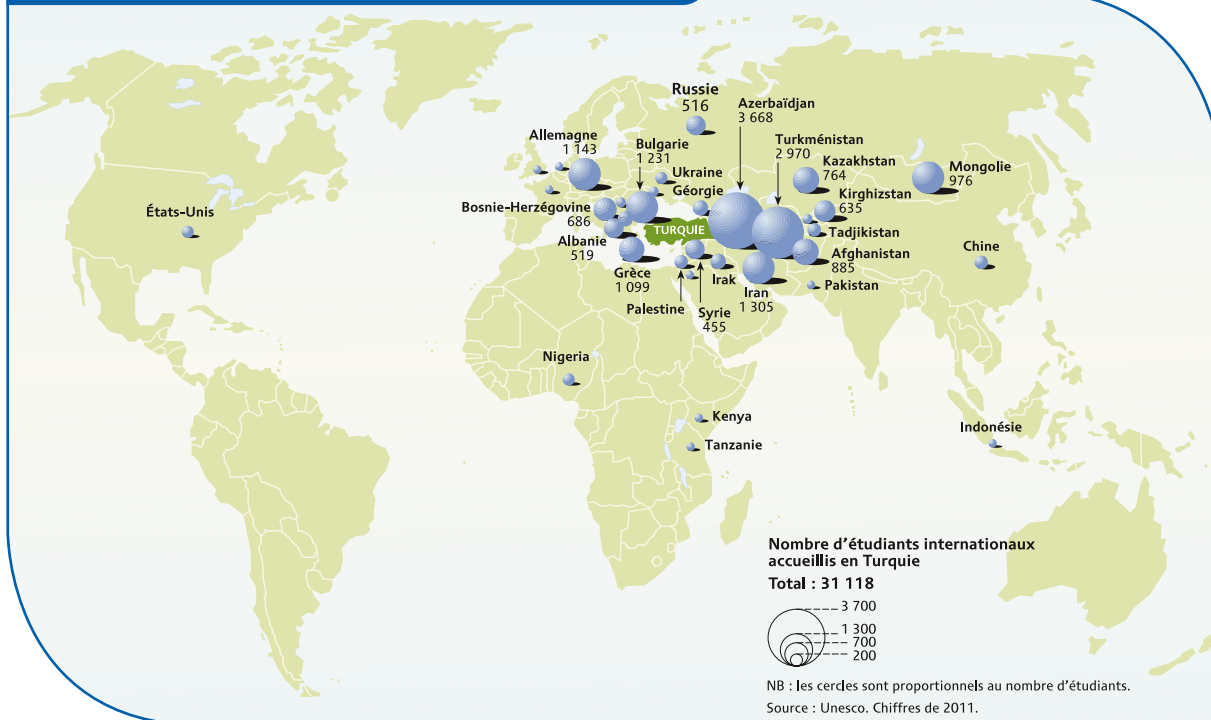 Russie
516
Azerbaïdjan
3 668
Allemagne
1 143
Bulgarie
1 231
Turkménistan
2 970
Kazakhstan
764
Mongolie
976
Ukraine
Géorgie
Kirghizstan
635
États-Unis
Bosnie-Herzégovine
686
TURQUIE
Tadjikistan
Albanie
519
Afghanistan
885
Chine
Grèce
1 099
Irak
Iran
1 305
Pakistan
Palestine
Syrie
455
Nigeria
Kenya
Tanzanie
Indonésie
Nombre d'étudiants internationaux
accueillis en Turquie
Total : 31 118
3 700
1 300
700
200
NB : les cercles sont proportionnels au nombre d'étudiants.
Source : Unesco. Chiffres de 2011.